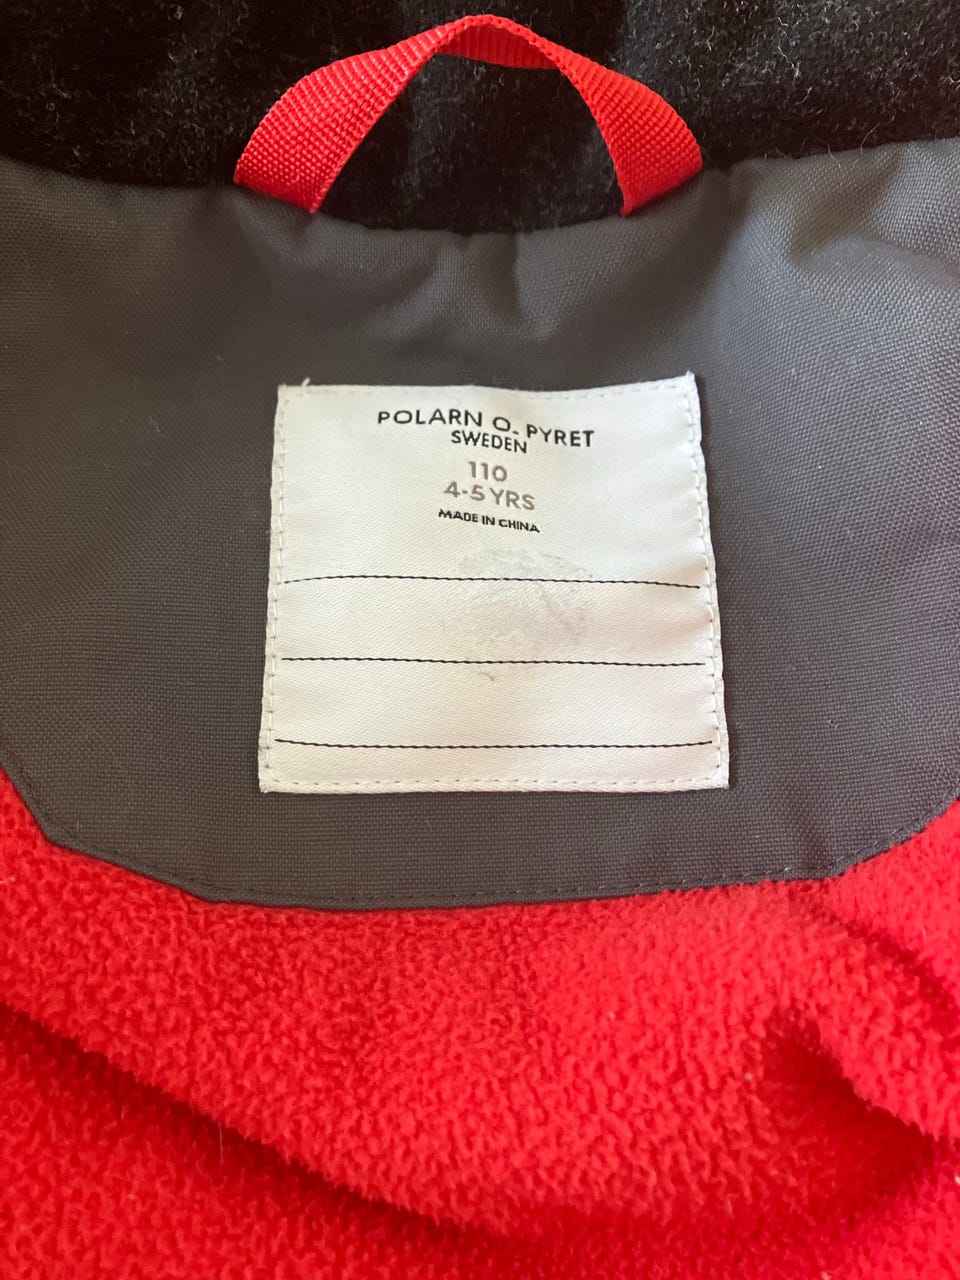 POLARN O. PYRET
SWEDEN
110
4-5 YRS
MADE IN CHINA